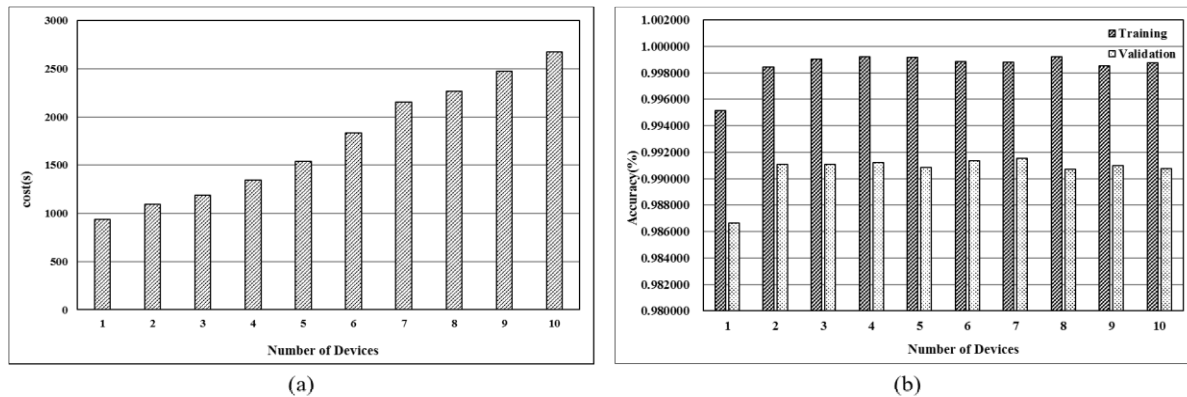 3000
2500
2000
1500
1000
500
0
cost(s)
1 2 3 4 5 6 7 8 9 10
Number of Devices
(a)
1.002000
1.000000
0.998000
0.996000
0.994000
0.992000
0.990000
0.988000
0.986000
0.984000
0.982000
0.980000
Accuracy(%)
Training
Validation
1 2 3 4 5 6 7 8 9 10
Number of Devices
(b)